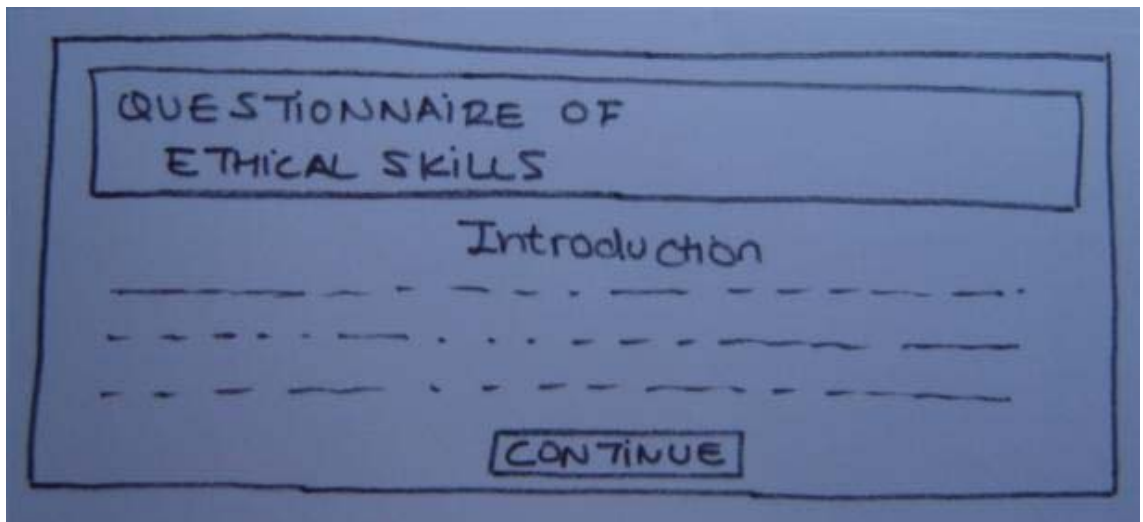 QUESTIONNAIRE OF
ETHICAL SKILLS
Introduction
CONTINUE